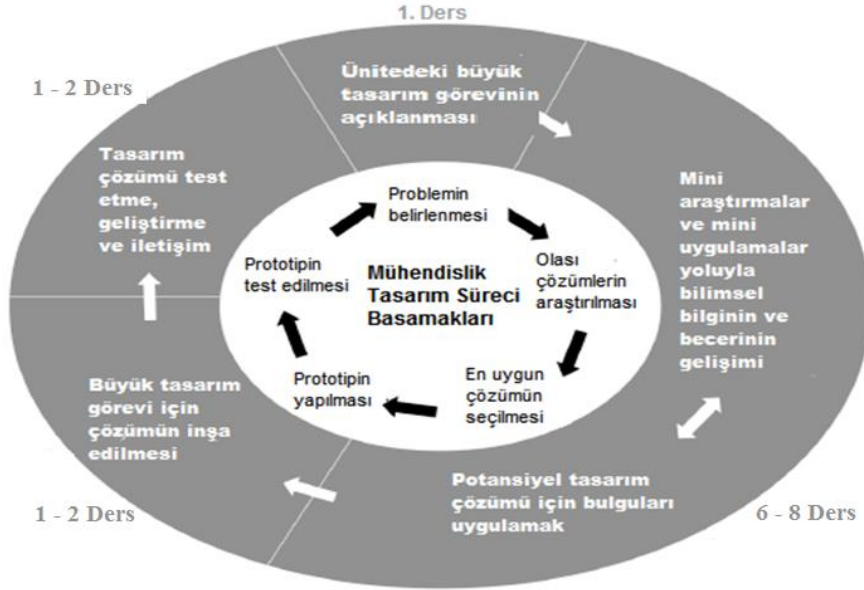 1. Ders
Ünitedeki büyük
tasarım görevinin
açıklanması
1 - 2 Ders
Tasarım
çözümü test
etme,
geliştirme
ve iletişim
Mini
araştırmalar
ve mini
uygulamalar
yoluyla
bilimsel
bilginin ve
becerinin
gelişimi
Problemin
belirlenmesi
Olası
çözümlerin
araştırılması
Prototipin
test edilmesi
Mühendislik
Tasarım Süreci
Basamakları
En uygun
çözümün
seçilmesi
Prototipin
yapılması
Büyük tasarım
görevi için
çözümün inşa
edilmesi
Potansiyel tasarım
çözümü için bulguları
uygulamak
1 - 2 Ders
6 - 8 Ders